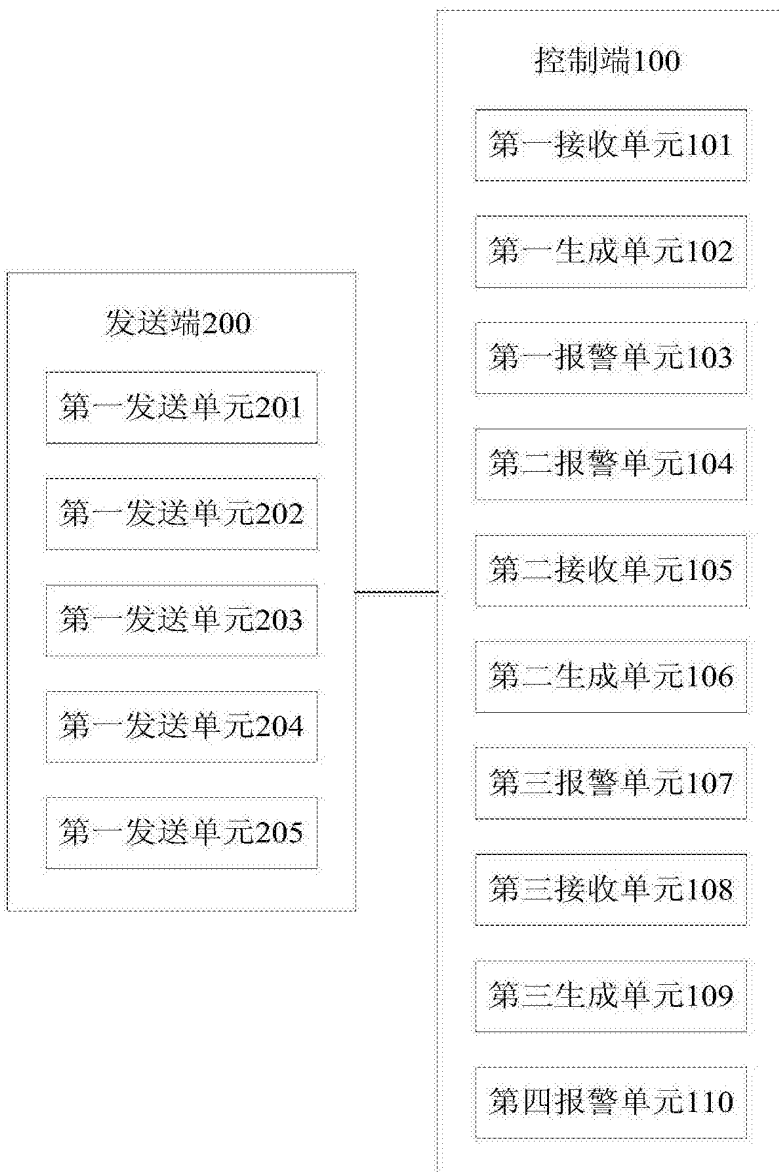 发送端200
第一发送单元201
第一发送单元202
第一发送单元203
第一发送单元204
第一发送单元205
控制端100
第一接收单元101
第一生成单元102
第一报警单元103
第二报警单元104
第二接收单元105
第二生成单元106
第三报警单元107
第三接收单元108
第三生成单元109
第四报警单元110